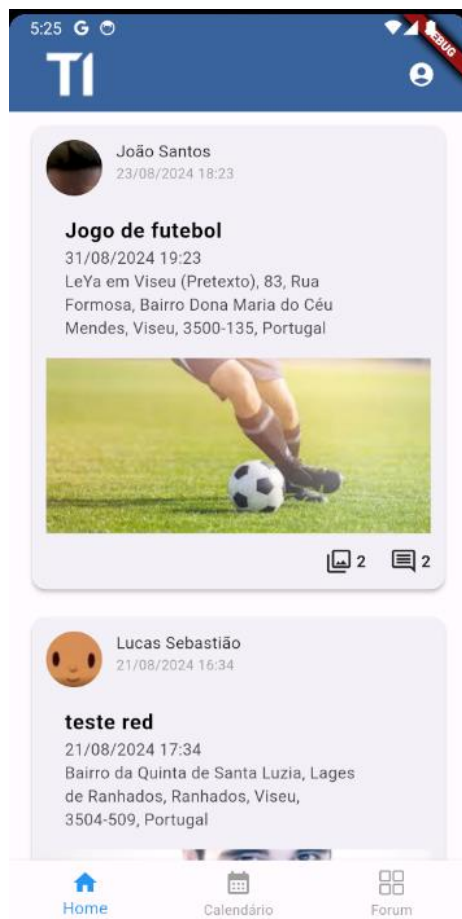 5:25
DEBUG
TI
João Santos
23/08/2024 18:23
Jogo de futebol
31/08/2024 19:23
LeYa em Viseu (Pretexto), 83, Rua
Formosa, Bairro Dona Maria do Céu
Mendes, Viseu, 3500-135, Portugal
2
2
Lucas Sebastião
21/08/2024 16:34
teste red
21/08/2024 17:34
Bairro da Quinta de Santa Luzia, Lages
de Ranhados, Ranhados, Viseu,
3504-509, Portugal
Home
Calendário
Forum